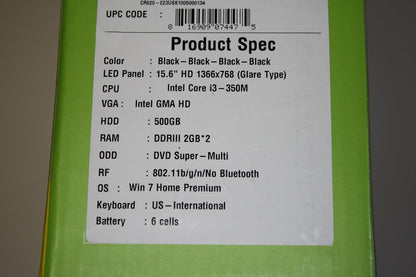 CR620-223USK1005000134
UPC CODE :
8 16909 07447 5
Product Spec
Color : Black-Black-Black-Black
LED Panel : 15.6" HD 1366x768 (Glare Type)
CPU : Intel Core i3-350M
VGA : Intel GMA HD
HDD : 500GB
RAM : DDRIII 2GB*2
ODD : DVD Super-Multi
RF : 802.11b/g/n/No Bluetooth
OS : Win 7 Home Premium
Keyboard : US-International
Battery : 6 cells